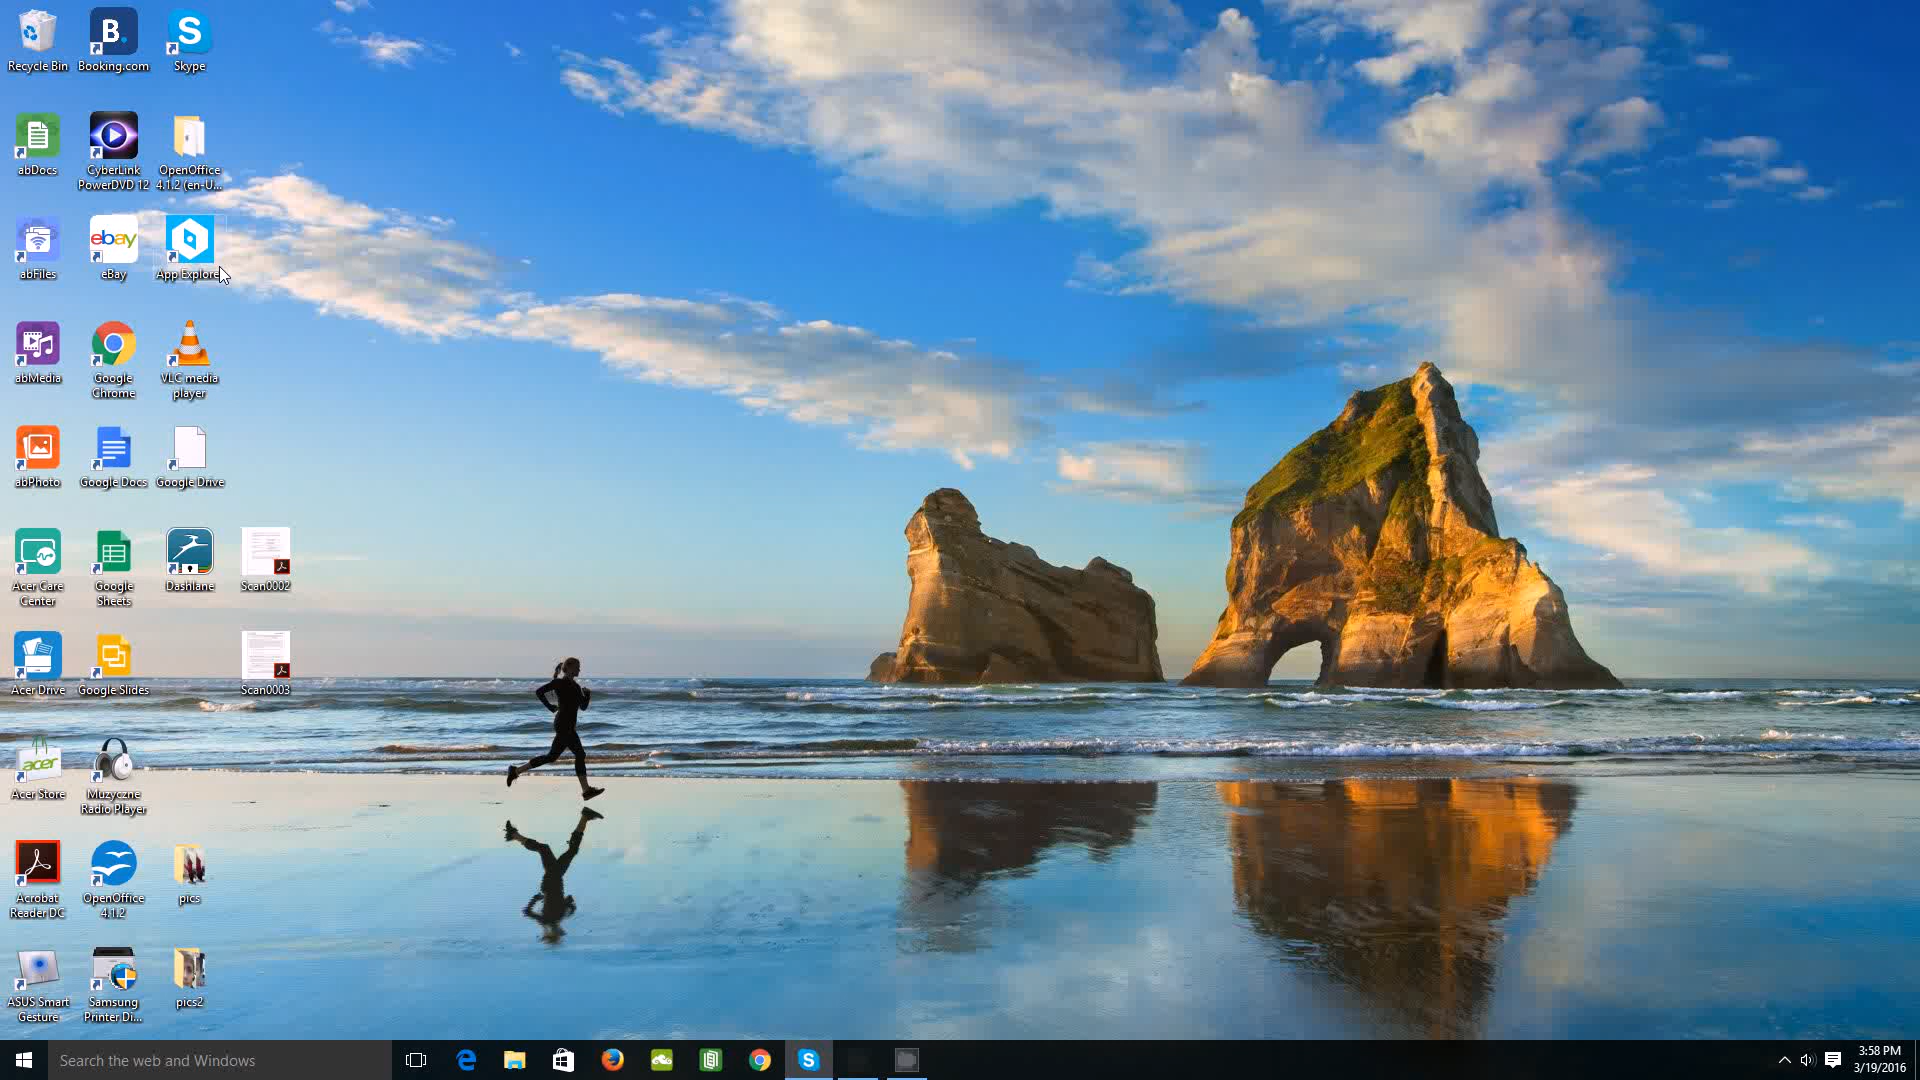 Recycle Bin
B.
Booking.com
S
Skype
abDocs
CyberLink
PowerDVD 12
OpenOffice
4.1.2 (en-U...
abFiles
ebay
eBay
App Explorer
abMedia
Google
Chrome
VLC media
player
abPhoto
Google Docs
Google Drive
Acer Care
Center
Google
Sheets
Dashlane
Scan0002
Acer Drive
Google Slides
Scan0003
acer
Acer Store
Muzyczne
Radio Player
Acrobat
Reader DC
OpenOffice
4.1.2
pics
ASUS Smart
Gesture
Samsung
Printer Di...
pics2
Search the web and Windows
S
3:58 PM
3/19/2016